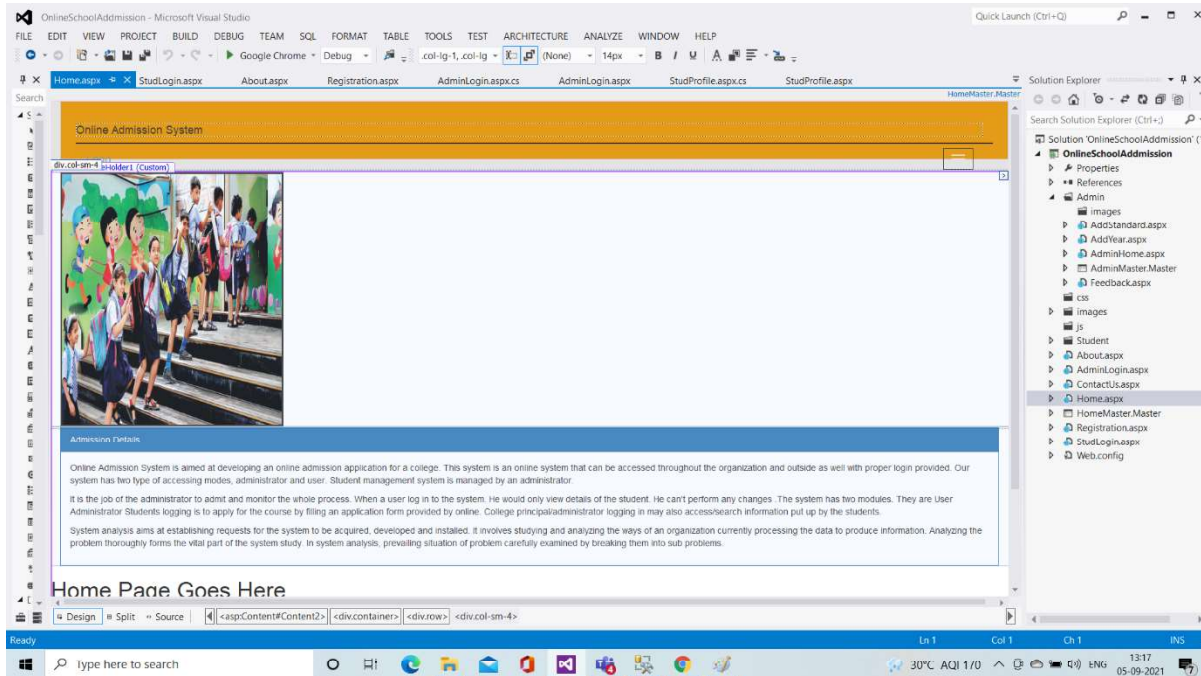 OnlineSchoolAddmission - Microsoft Visual Studio
Quick Launch (Ctrl+Q)
FILE EDIT VIEW PROJECT BUILD DEBUG TEAM SQL FORMAT TABLE TOOLS TEST ARCHITECTURE ANALYZE WINDOW HELP
Google Chrome Debug .col-lg-1, .col-lg (None) 14px B I U A
Home.aspx StudLogin.aspx About.aspx Registration.aspx AdminLogin.aspx.cs AdminLogin.aspx StudProfile.aspx.cs StudProfile.aspx
Search
HomeMaster.Master
Online Admission System
div.col-sm-4 eHolder1 (Custom)
Admission Details
Online Admission System is aimed at developing an online admission application for a college. This system is an online system that can be accessed throughout the organization and outside as well with proper login provided. Our
system has two type of accessing modes, administrator and user. Student management system is managed by an administrator.
It is the job of the administrator to admit and monitor the whole process. When a user log in to the system. He would only view details of the student. He can't perform any changes .The system has two modules. They are User
Administrator Students logging is to apply for the course by filling an application form provided by online. College principal/administrator logging in may also access/search information put up by the students.
System analysis aims at establishing requests for the system to be acquired, developed and installed. It involves studying and analyzing the ways of an organization currently processing the data to produce information. Analyzing the
problem thoroughly forms the vital part of the system study. In system analysis, prevailing situation of problem carefully examined by breaking them into sub problems.
Home Page Goes Here
Design Split Source <asp:Content#Content2> <div.container> <div.row> <div.col-sm-4>
Solution Explorer
Search Solution Explorer (Ctrl+;)
Solution 'OnlineSchoolAddmission' (
OnlineSchoolAddmission
Properties
References
Admin
images
AddStandard.aspx
AddYear.aspx
AdminHome.aspx
AdminMaster.Master
Feedback.aspx
css
images
js
Student
About.aspx
AdminLogin.aspx
ContactUs.aspx
Home.aspx
HomeMaster.Master
Registration.aspx
StudLogin.aspx
Web.config
Ready Ln 1 Col 1 Ch 1 INS
Type here to search
30°C AQI 170 ENG 13:17
05-09-2021